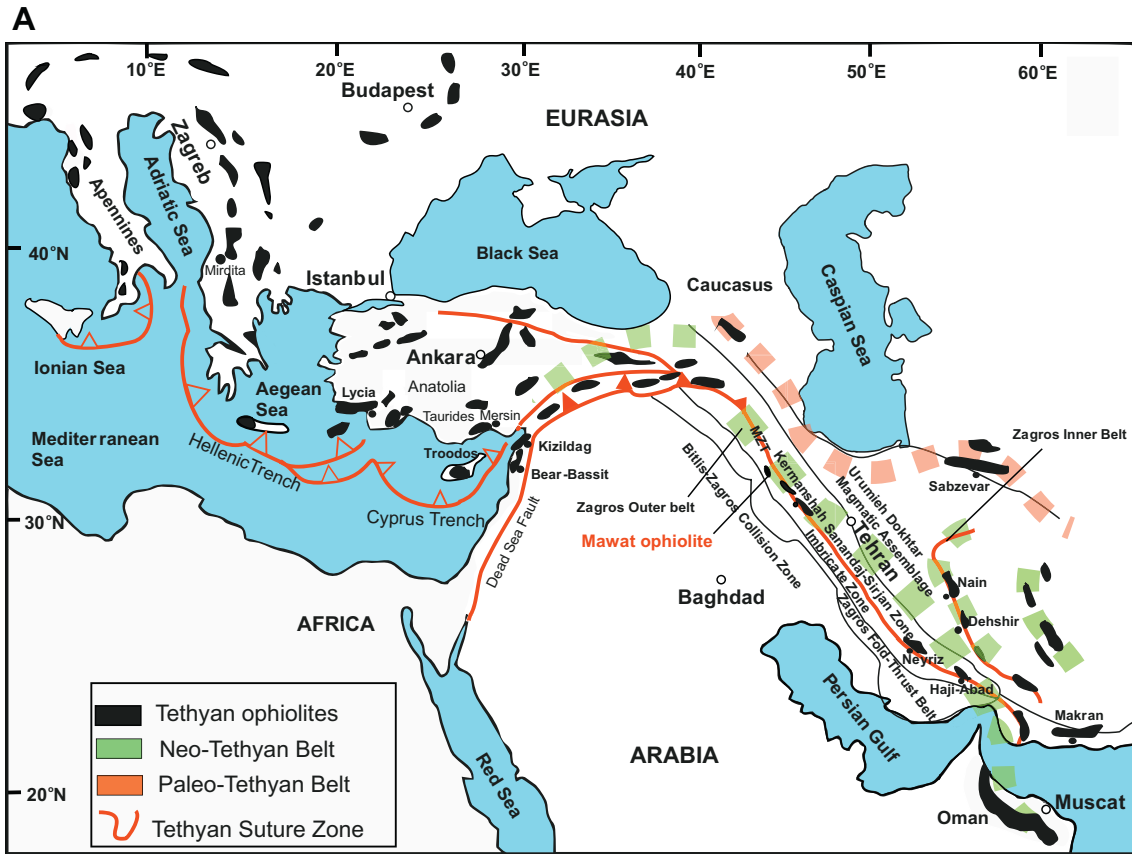 A
10°E
20°E
30°E
40°E
50°E
60°E
Budapest
EURASIA
Zagreb
Adriatic Sea
Apennines
40°N
Mirdita
Black Sea
Istanbul
Caucasus
Caspian Sea
Ionian Sea
Ankara
Anatolia
Aegean
Sea
Lycia
Taurides
Mersin
Mediterranean
Sea
Hellenic Trench
Troodos
Kizildag
Bear-Bassit
Zagros Inner Belt
MZT
Kermanshah
Sabzevar
Zagros Outer belt
Bitlis-Zagros Collision Zone
Urumieh Dokhtar
Magmatic Assemblage
Cyprus Trench
30°N
Mawat ophiolite
Tehran
Dead Sea Fault
Sanandaj-Sirjan Zone
Imbricate Zone
Baghdad
Nain
AFRICA
Dehshir
Zagros Fold-Thrust Belt
Neyriz
Haji-Abad
Persian Gulf
Makran
Tethyan ophiolites
Neo-Tethyan Belt
Paleo-Tethyan Belt
Tethyan Suture Zone
Red Sea
ARABIA
20°N
Oman
Muscat